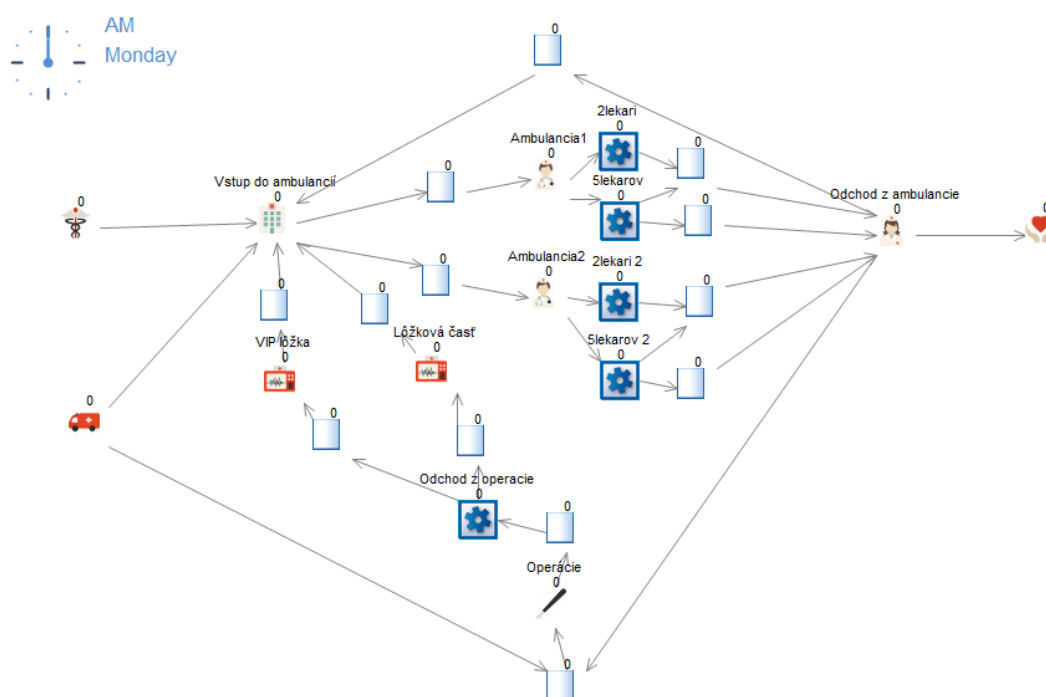 AM
Monday
0
2lekari
0
Ambulancia1
0
0
0
5lekarov
0
0
Vstup do ambulancií
0
0
Odchod z ambulancie
0
0
0
Ambulancia2
0
0
2lekari 2
0
0
0
0
VIP lôžka
0
Lôžková časť
0
5lekarov 2
0
0
0
0
0
Odchod z operacie
0
0
Operácie
0
0